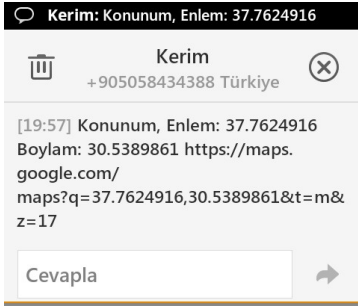 Kerim: Konunum, Enlem: 37.7624916
Kerim
+905058434388 Türkiye
[19:57] Konunum, Enlem: 37.7624916
Boylam: 30.5389861 https://maps.
google.com/
maps?q=37.7624916,30.5389861&t=m&
z=17
Cevapla